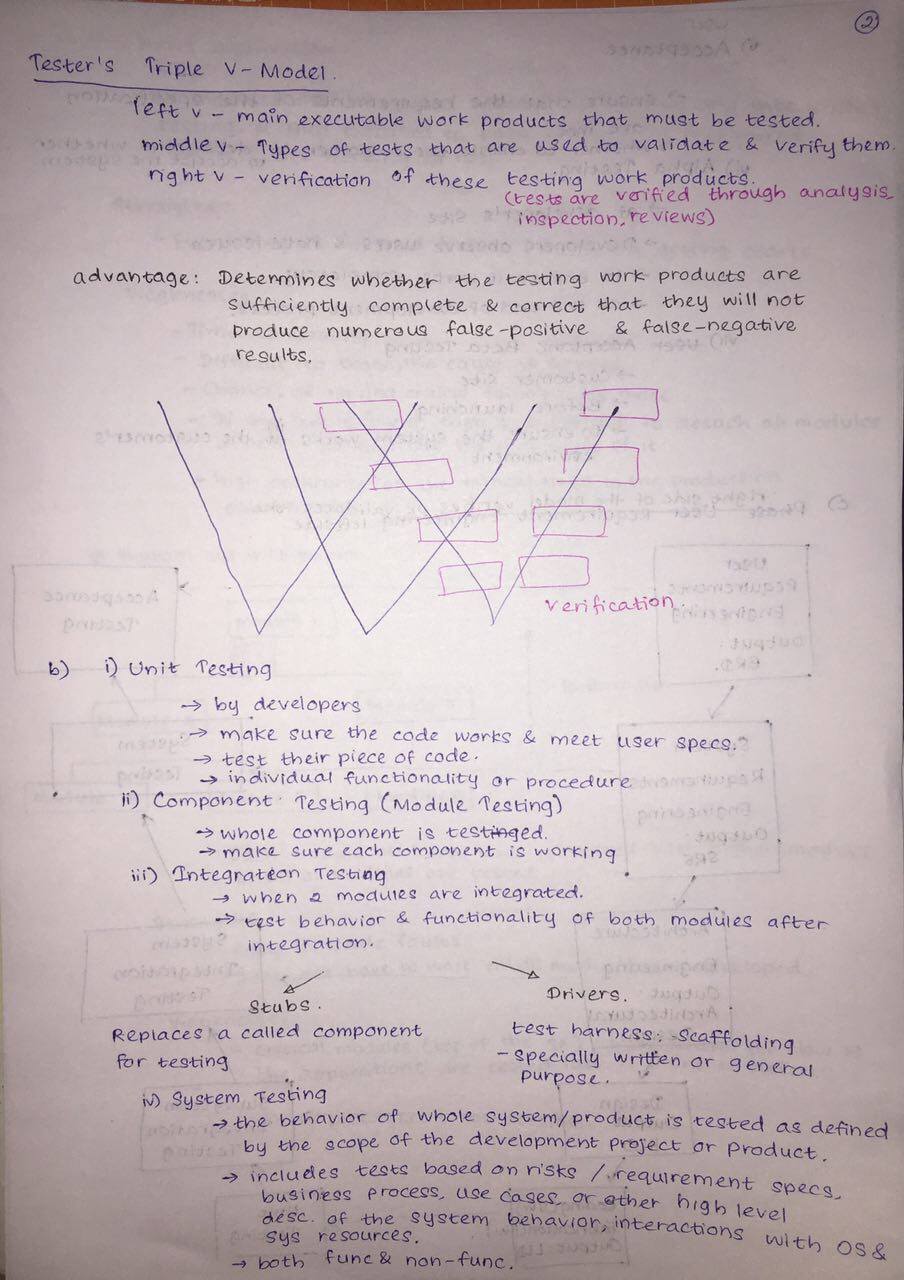 2
Tester's Triple V-Model.
left v - main executable work products that must be tested.
middle v - Types of tests that are used to validate & verify them.
right v - verification of these testing work products.
(tests are verified through analysis,
inspection, reviews)
advantage: Determines whether the testing work products are
sufficiently complete & correct that they will not
produce numerous false-positive & false-negative
results.
verification.
b) i) Unit Testing
→ by developers
→ make sure the code works & meet user specs.
→ test their piece of code.
→ individual functionality or procedure
ii) Component Testing (Module Testing)
→ whole component is tested.
→ make sure each component is working
iii) Integration Testing
→ when 2 modules are integrated.
→ test behavior & functionality of both modules after
integration.
Stubs.
Replaces a called component
for testing
Drivers.
test harness: Scaffolding
- specially written or general
purpose.
iv) System Testing
→ the behavior of whole system/product is tested as defined
by the scope of the development project or product.
→ includes tests based on risks / requirement specs,
business process, use cases, or other high level
desc. of the system behavior, interactions with OS &
sys resources.
→ both func & non-func.